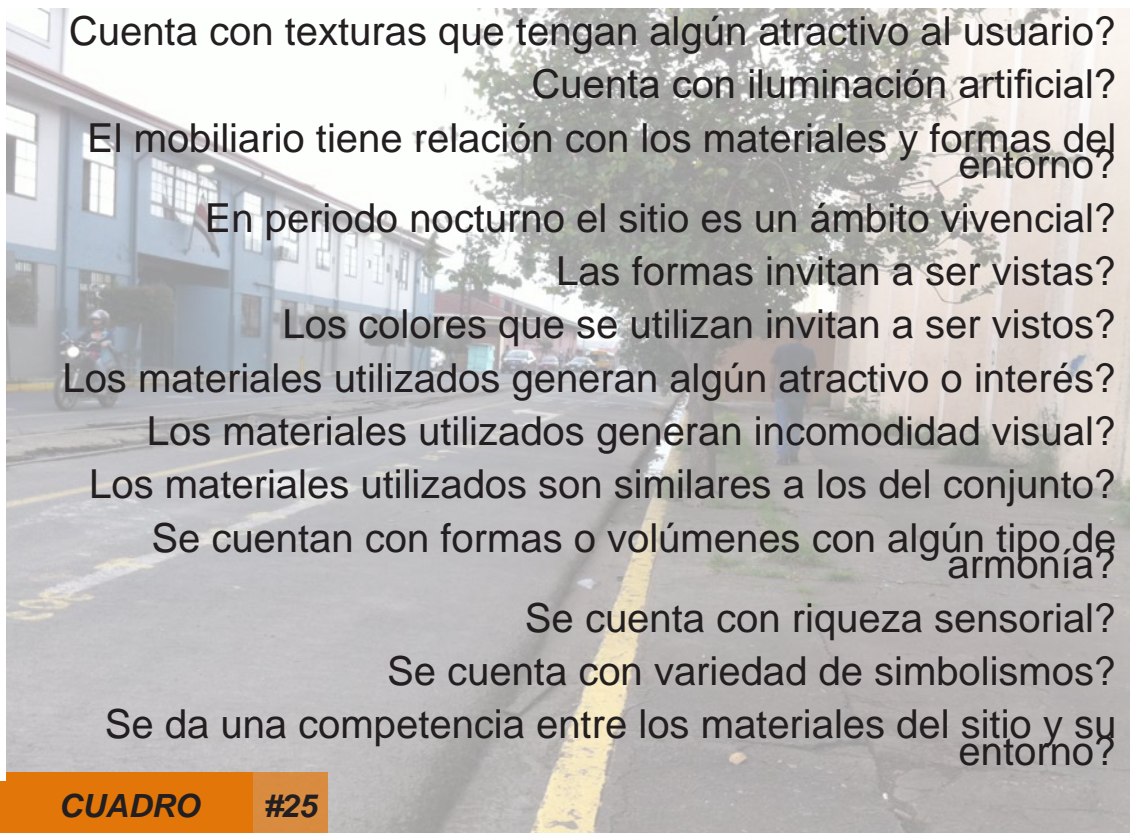 Cuenta con texturas que tengan algún atractivo al usuario?
Cuenta con iluminación artificial?
El mobiliario tiene relación con los materiales y formas del
entorno?
En periodo nocturno el sitio es un ámbito vivencial?
Las formas invitan a ser vistas?
Los colores que se utilizan invitan a ser vistos?
Los materiales utilizados generan algún atractivo o interés?
Los materiales utilizados generan incomodidad visual?
Los materiales utilizados son similares a los del conjunto?
Se cuentan con formas o volúmenes con algún tipo de
armonía?
Se cuenta con riqueza sensorial?
Se cuenta con variedad de simbolismos?
Se da una competencia entre los materiales del sitio y su
entorno?
CUADRO #25